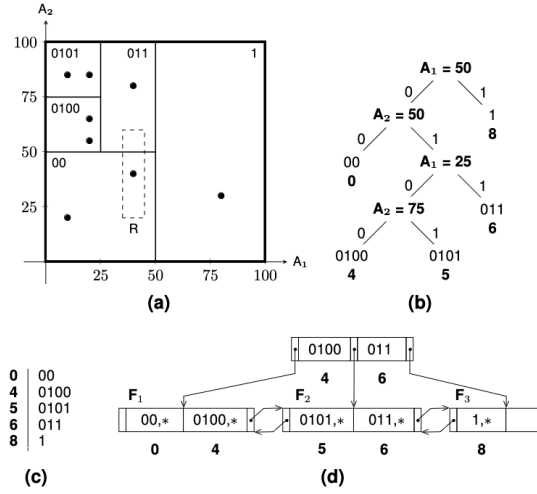 A₂
100
75
50
25
0101
011
1
0100
00
R
25
50
75
100
A₁
(a)
A₁ = 50
0 1
A₂ = 50
1
8
0 1
00
0
A₁ = 25
0 1
A₂ = 75
011
6
0 1
0100 0101
4 5
(b)
0 00
4 0100
5 0101
6 011
8 1
(c)
0100 011
4 6
F₁ F₂ F₃
00,* 0100,* 0101,* 011,* 1,*
0 4 5 6 8
(d)